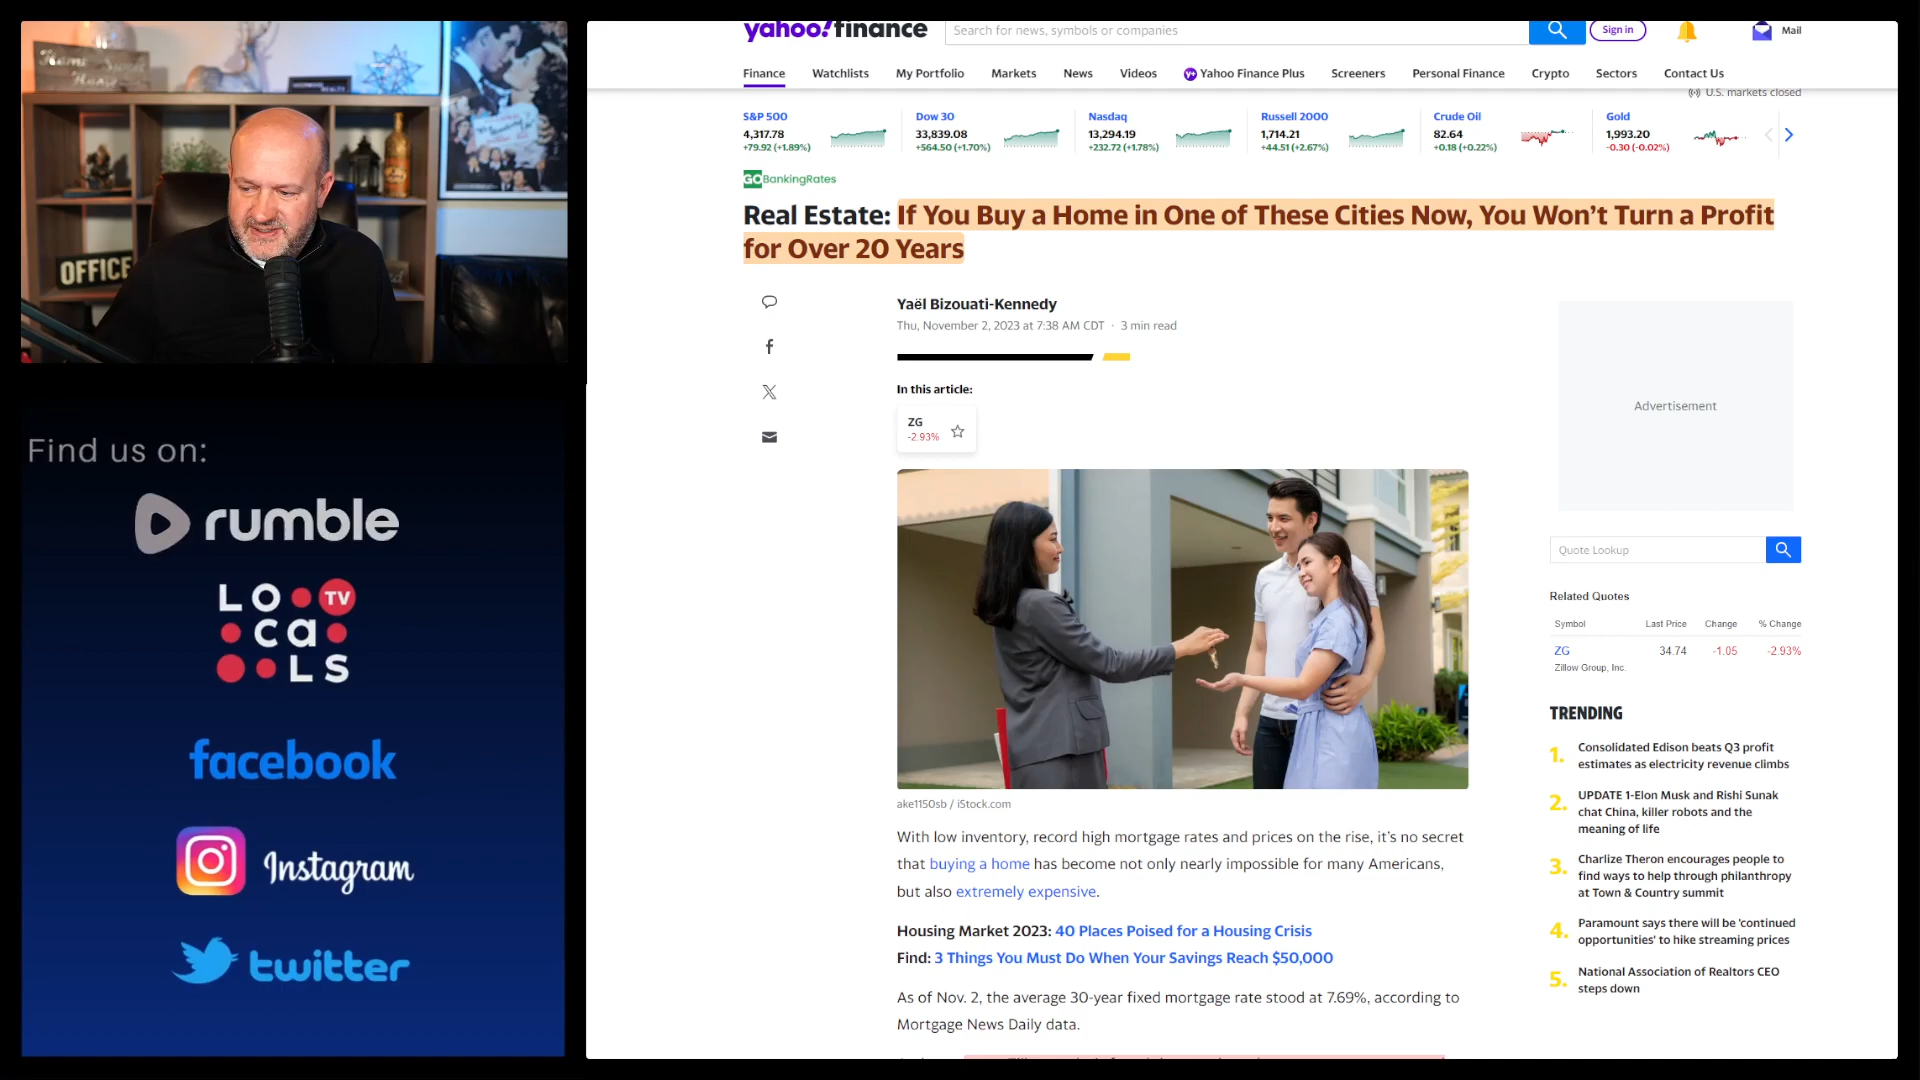 OFFICE
Find us on:
rumble
LO TV
ca
LS
facebook
Instagram
twitter
yahoo!finance
Search for news, symbols or companies
Sign in
Mail
Finance
Watchlists
My Portfolio
Markets
News
Videos
Yahoo Finance Plus
Screeners
Personal Finance
Crypto
Sectors
Contact Us
U.S. markets closed
S&P 500
4,317.78
+79.92 (+1.89%)
Dow 30
33,839.08
+564.50 (+1.70%)
Nasdaq
13,294.19
+232.72 (+1.78%)
Russell 2000
1,714.21
+44.51 (+2.67%)
Crude Oil
82.64
+0.18 (+0.22%)
Gold
1,993.20
-0.30 (-0.02%)
GOBankingRates
Real Estate: If You Buy a Home in One of These Cities Now, You Won’t Turn a Profit
for Over 20 Years
Yaël Bizouati-Kennedy
Thu, November 2, 2023 at 7:38 AM CDT · 3 min read
In this article:
ZG
-2.93%
ake1150sb / iStock.com
With low inventory, record high mortgage rates and prices on the rise, it’s no secret
that buying a home has become not only nearly impossible for many Americans,
but also extremely expensive.
Housing Market 2023: 40 Places Poised for a Housing Crisis
Find: 3 Things You Must Do When Your Savings Reach $50,000
As of Nov. 2, the average 30-year fixed mortgage rate stood at 7.69%, according to
Mortgage News Daily data.
Advertisement
Quote Lookup
Related Quotes
Symbol Last Price Change % Change
ZG 34.74 -1.05 -2.93%
Zillow Group, Inc.
TRENDING
1. Consolidated Edison beats Q3 profit
estimates as electricity revenue climbs
2. UPDATE 1-Elon Musk and Rishi Sunak
chat China, killer robots and the
meaning of life
3. Charlize Theron encourages people to
find ways to help through philanthropy
at Town & Country summit
4. Paramount says there will be 'continued
opportunities' to hike streaming prices
5. National Association of Realtors CEO
steps down